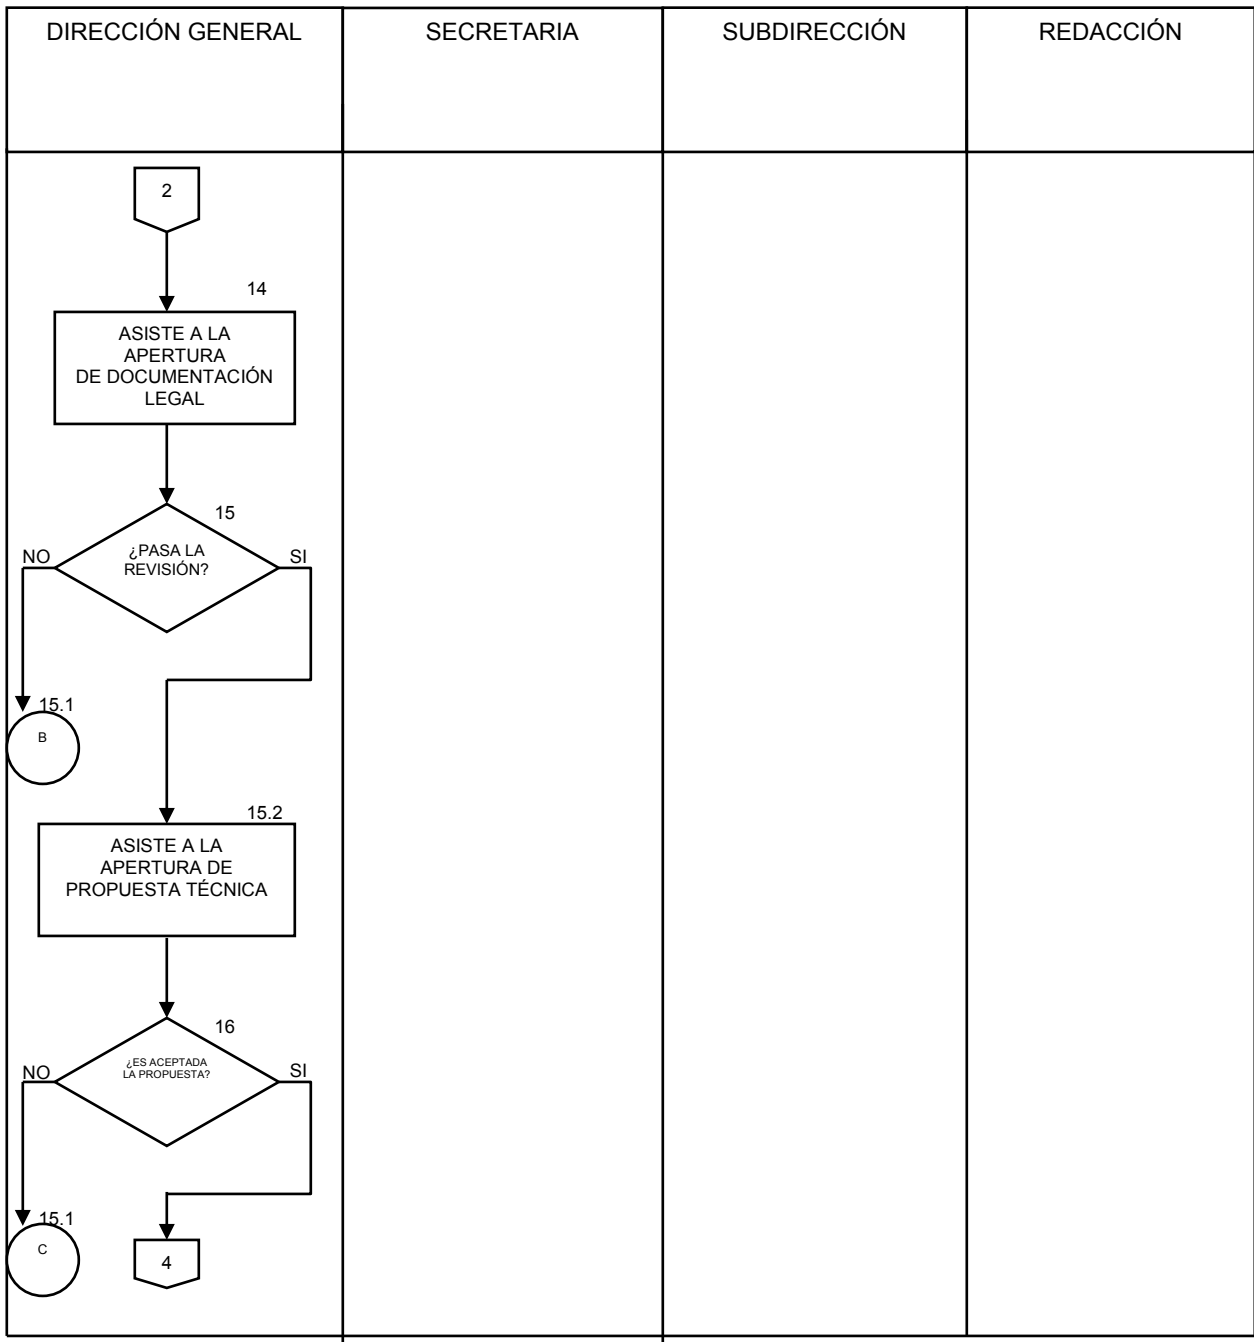 DIRECCIÓN GENERAL
SECRETARIA
SUBDIRECCIÓN
REDACCIÓN
2
14
ASISTE A LA
APERTURA
DE DOCUMENTACIÓN
LEGAL
15
¿PASA LA
REVISIÓN?
NO
SI
15.1
B
15.2
ASISTE A LA
APERTURA DE
PROPUESTA TÉCNICA
16
¿ES ACEPTADA
LA PROPUESTA?
NO
SI
15.1
C
4